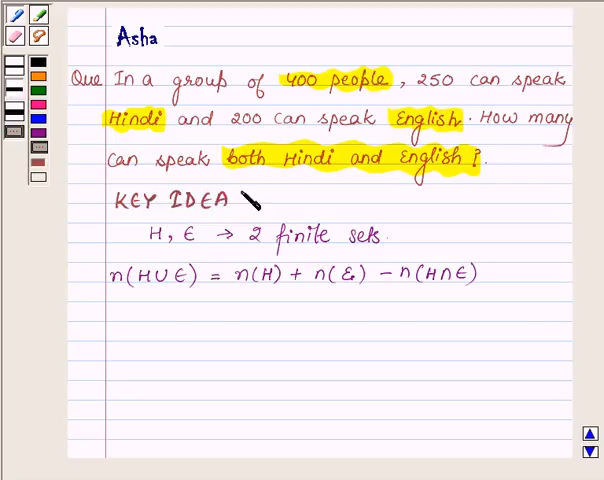 Asha
Que In a group of 400 people, 250 can speak
Hindi and 200 can speak English. How many
can speak both Hindi and English?
KEY IDEA
H, E → 2 finite sets.
n(H∪E) = n(H) + n(E) - n(H∩E)